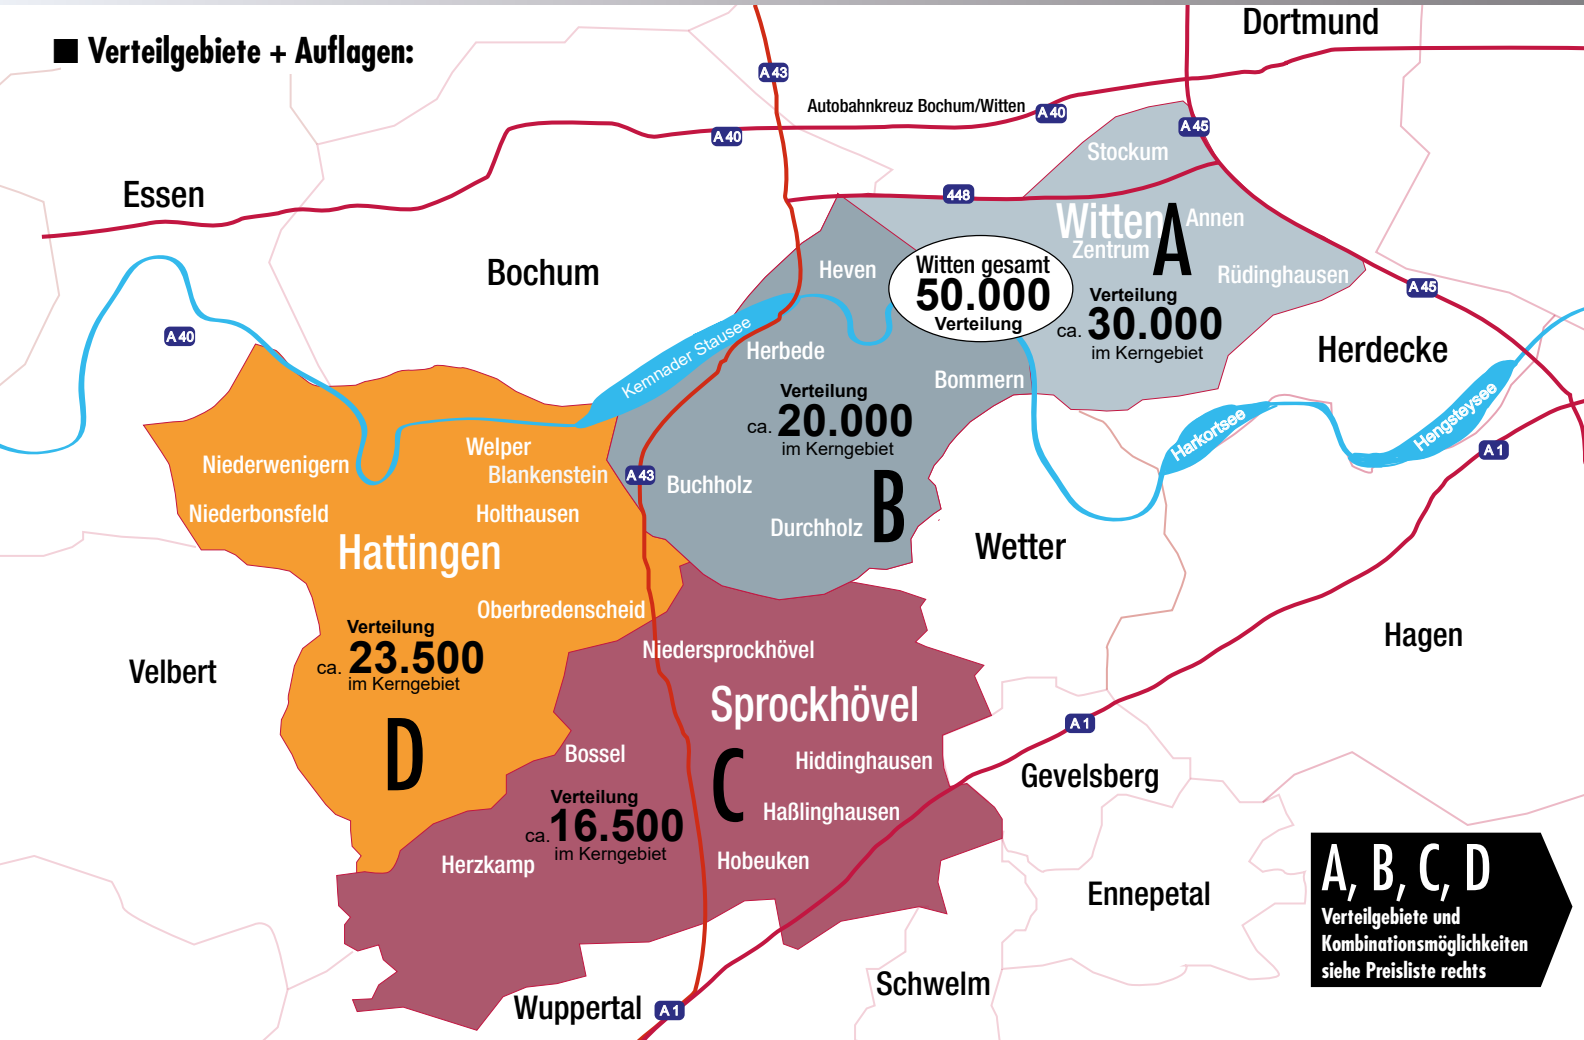 ■ Verteilgebiete + Auflagen:
Dortmund
A 43
Autobahnkreuz Bochum/Witten
A 40
A 40
A 45
Stockum
Essen
448
Witten
A
Annen
Zentrum
Bochum
Heven
Witten gesamt
50.000
Verteilung
Rüdinghausen
A 45
Verteilung
ca. 30.000
im Kerngebiet
A 40
Kemnader Stausee
Herbede
Herdecke
Bommern
Verteilung
ca. 20.000
im Kerngebiet
Harkortsee
Hengsteysee
A 1
Welper
Niederwenigern
Blankenstein
A 43
Buchholz
B
Niederbonsfeld
Holthausen
Durchholz
Hattingen
Wetter
Oberbredenscheid
Verteilung
ca. 23.500
im Kerngebiet
Hagen
Niedersprockhövel
Velbert
Sprockhövel
A 1
D
Bossel
C
Hiddinghausen
Gevelsberg
Verteilung
ca. 16.500
im Kerngebiet
Haßlinghausen
Herzkamp
Hobeuken
Ennepetal
A, B, C, D
Verteilgebiete und
Kombinationsmöglichkeiten
siehe Preisliste rechts
Schwelm
Wuppertal
A 1